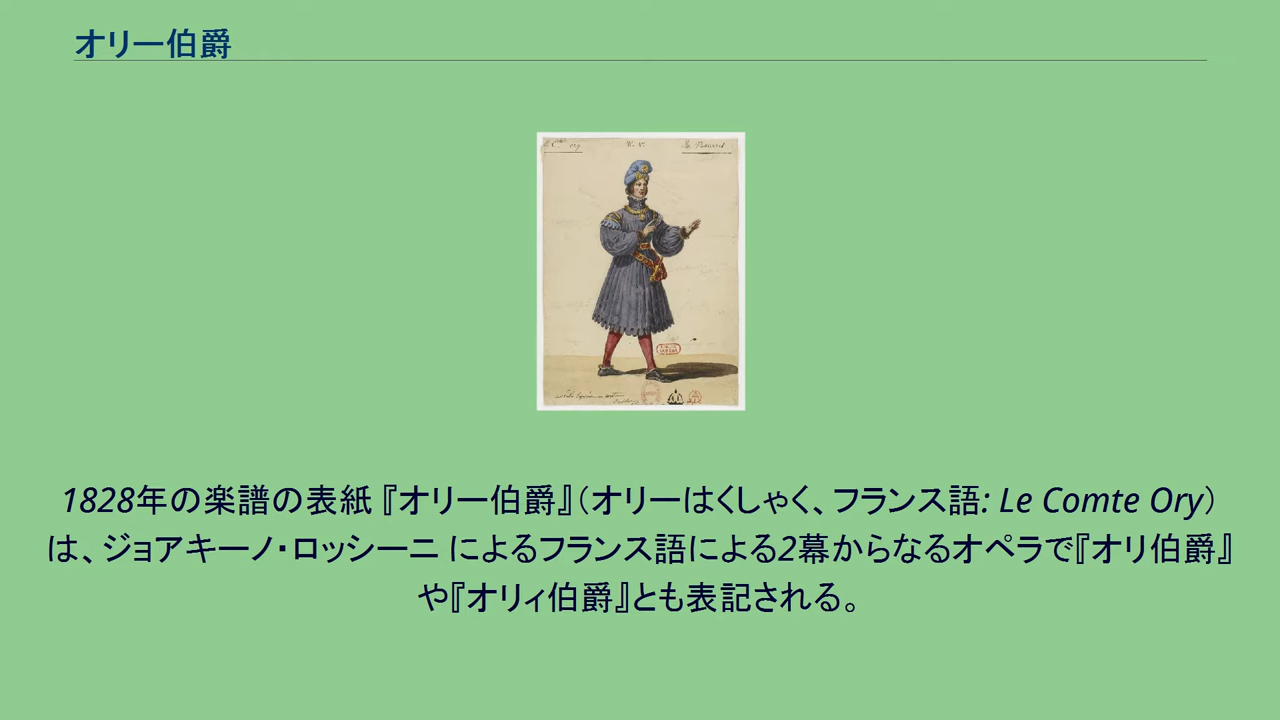 オリー伯爵
1828年の楽譜の表紙 『オリー伯爵』（オリーはくしゃく、フランス語: Le Comte Ory）
は、ジョアキーノ・ロッシーニ によるフランス語による2幕からなるオペラで『オリ伯爵』
や『オリィ伯爵』とも表記される。